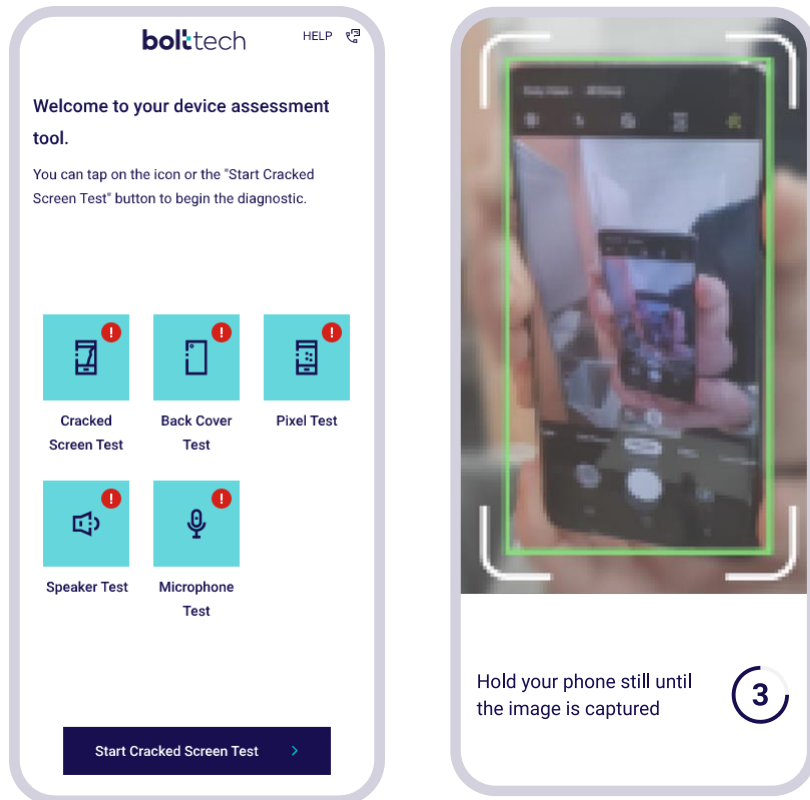 bolttech
HELP
Welcome to your device assessment
tool.
You can tap on the icon or the "Start Cracked
Screen Test" button to begin the diagnostic.
!
!
!
Cracked
Screen Test
Back Cover
Test
Pixel Test
!
!
Speaker Test
Microphone
Test
Start Cracked Screen Test
Hold your phone still until
the image is captured
3